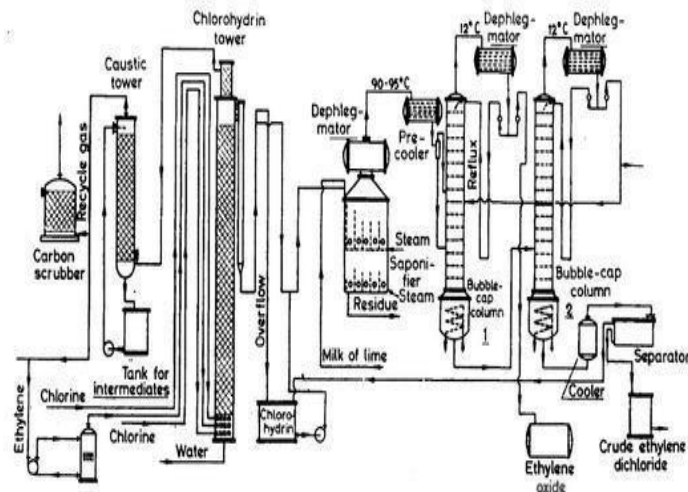 Chlorohydrin
tower
Caustic
tower
Recycle gas
Carbon
scrubber
Tank for
intermediates
Chlorine
Chlorine
Ethylene
Water
Overflow
Chloro-
hydrin
Milk of lime
Dephleg-
mator
90-95°C
Pre-
cooler
Steam
Saponifier
Steam
Residue
12°C
Dephleg-
mator
Reflux
Bubble-cap
column
1
12°C
Dephleg-
mator
Bubble-cap
column
2
Cooler
Separator
Ethylene
oxide
Crude ethylene
dichloride